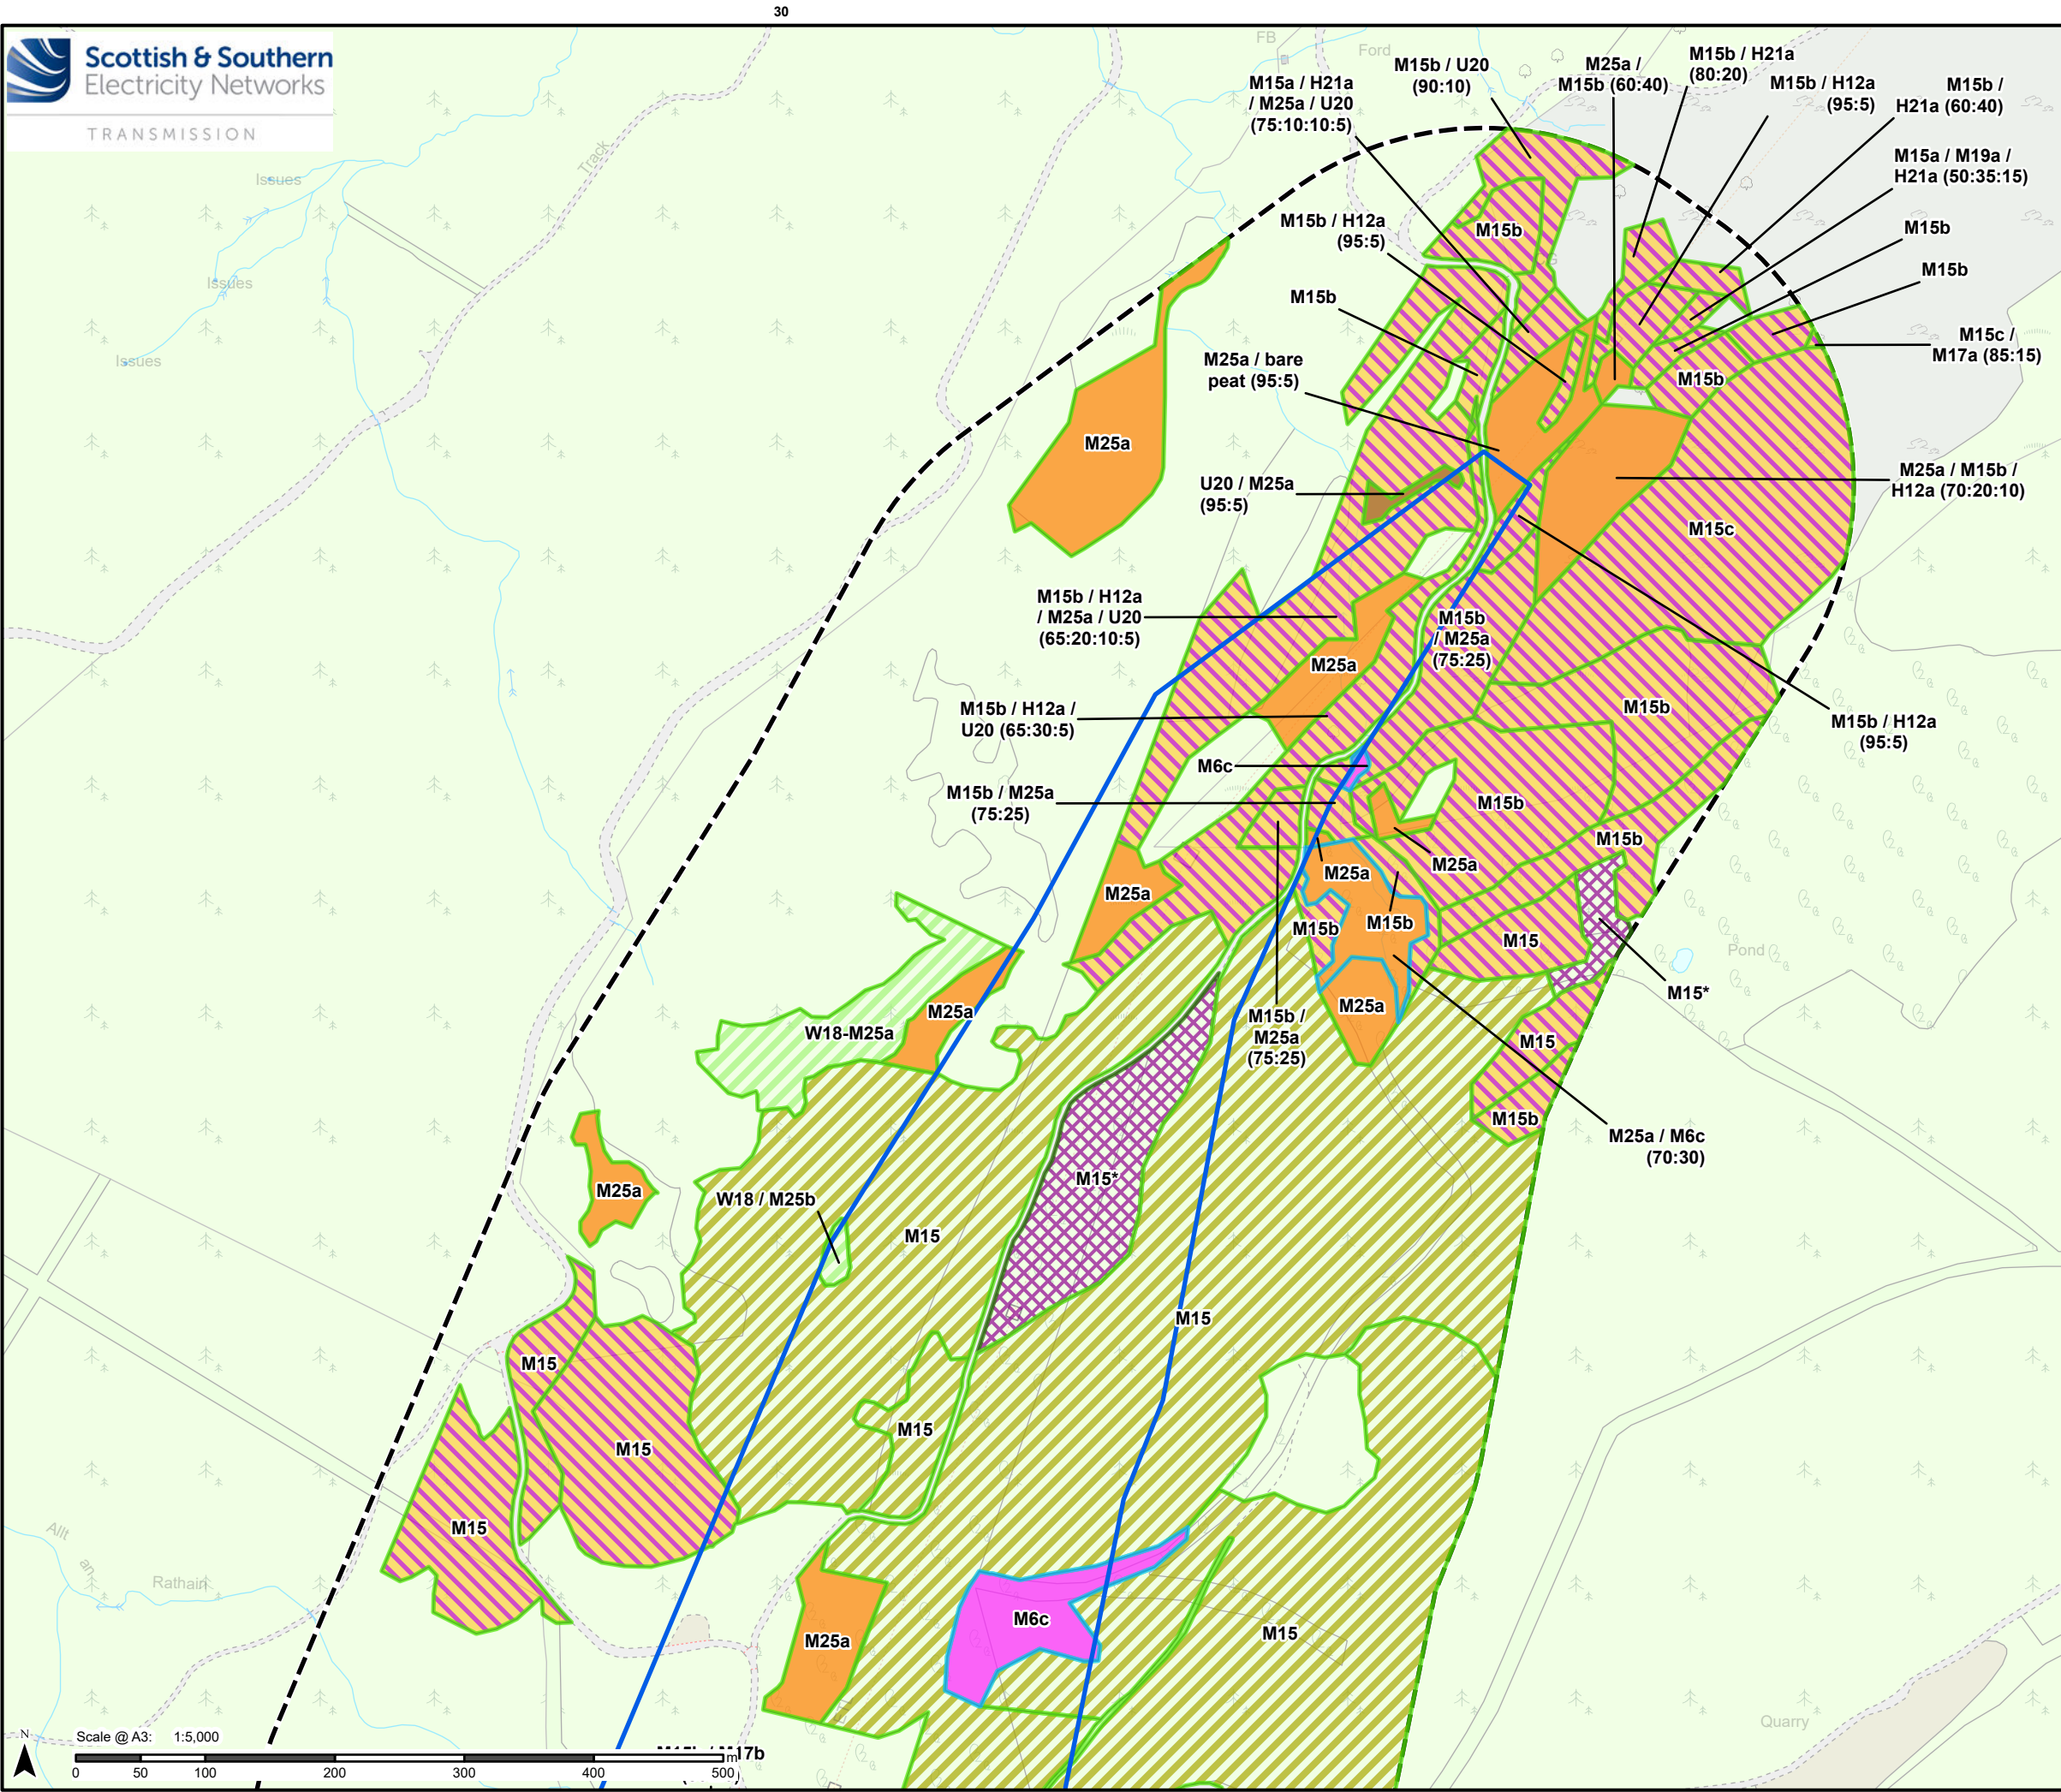 30
Scottish & Southern
Electricity Networks
TRANSMISSION
FB
Ford
Track
Issues
Issues
Issues
M15a / H21a
/ M25a / U20
(75:10:10:5)
M15b / U20
(90:10)
M25a /
M15b (60:40)
M15b / H21a
(80:20)
M15b / H12a
(95:5)
M15b /
H21a (60:40)
M15a / M19a /
H21a (50:35:15)
M15b
M15b
M15c /
M17a (85:15)
M15b / H12a
(95:5)
M15b
M15b
M25a / bare
peat (95:5)
M15b
M25a
U20 / M25a
(95:5)
M25a / M15b /
H12a (70:20:10)
M15c
M15b / H12a
/ M25a / U20
(65:20:10:5)
M15b
/ M25a
(75:25)
M25a
M15b / H12a /
U20 (65:30:5)
M15b
M15b / H12a
(95:5)
M6c
M15b / M25a
(75:25)
M15b
M15b
M25a
M25a
M25a
M15b
M15b
M15
Pond
M15*
M25a
W18-M25a
M25a
M15b /
M25a
(75:25)
M15
M15b
M25a / M6c
(70:30)
M25a
M15*
W18 / M25b
M15
M15
M15
M15
M15
M15
Allt
an
Rathain
M6c
M15
M25a
Quarry
N
Scale @ A3: 1:5,000
m
17b
0 50 100 200 300 400 500